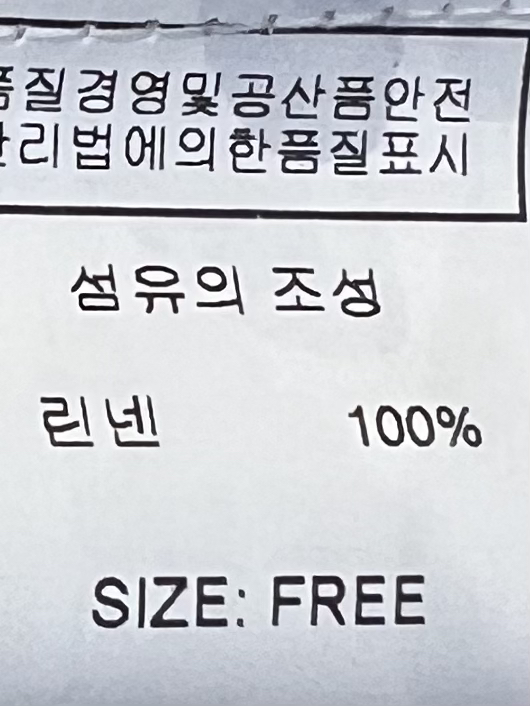 품질경영및공산품안전
관리법에의한품질표시
섬유의 조성
린넨 100%
SIZE: FREE